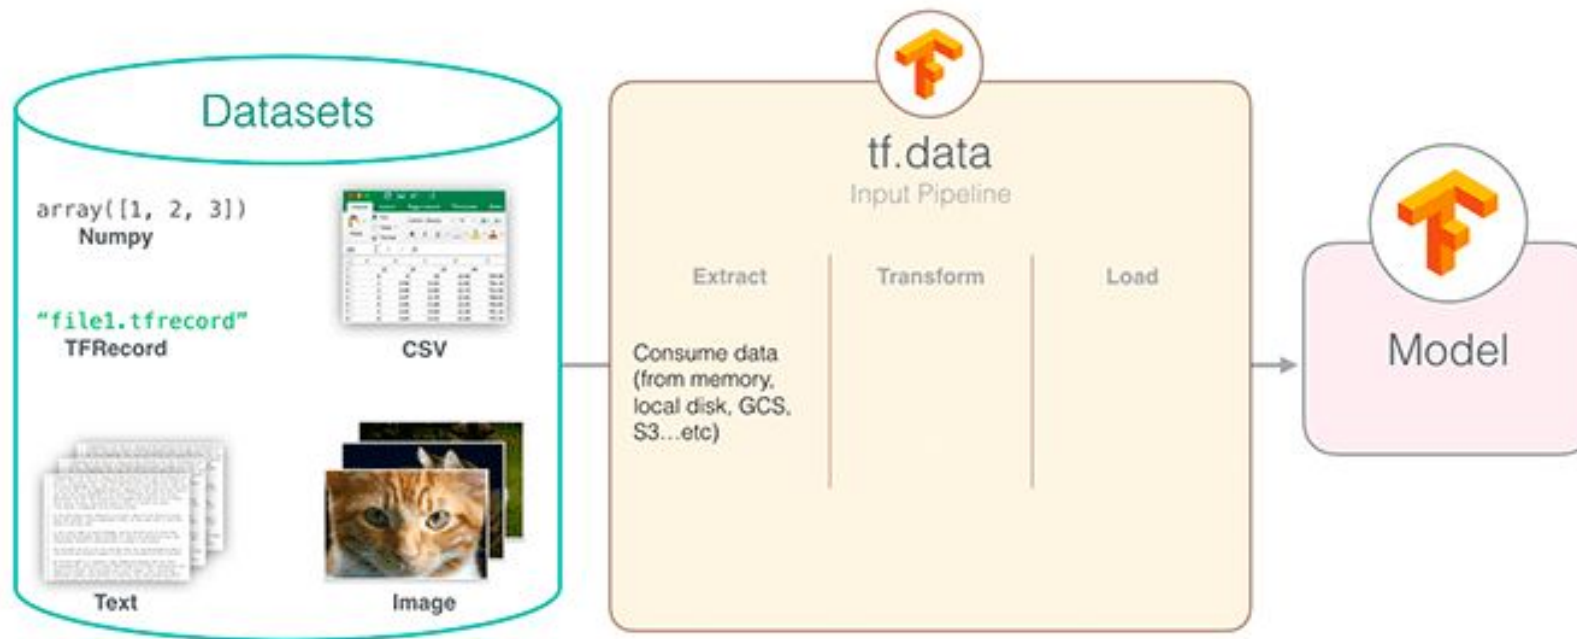 Datasets
array([1, 2, 3])
Numpy
CSV
“file1.tfrecord”
TFRecord
Text
Image
tf.data
Input Pipeline
Extract
Transform
Load
Consume data
(from memory,
local disk, GCS,
S3...etc)
Model